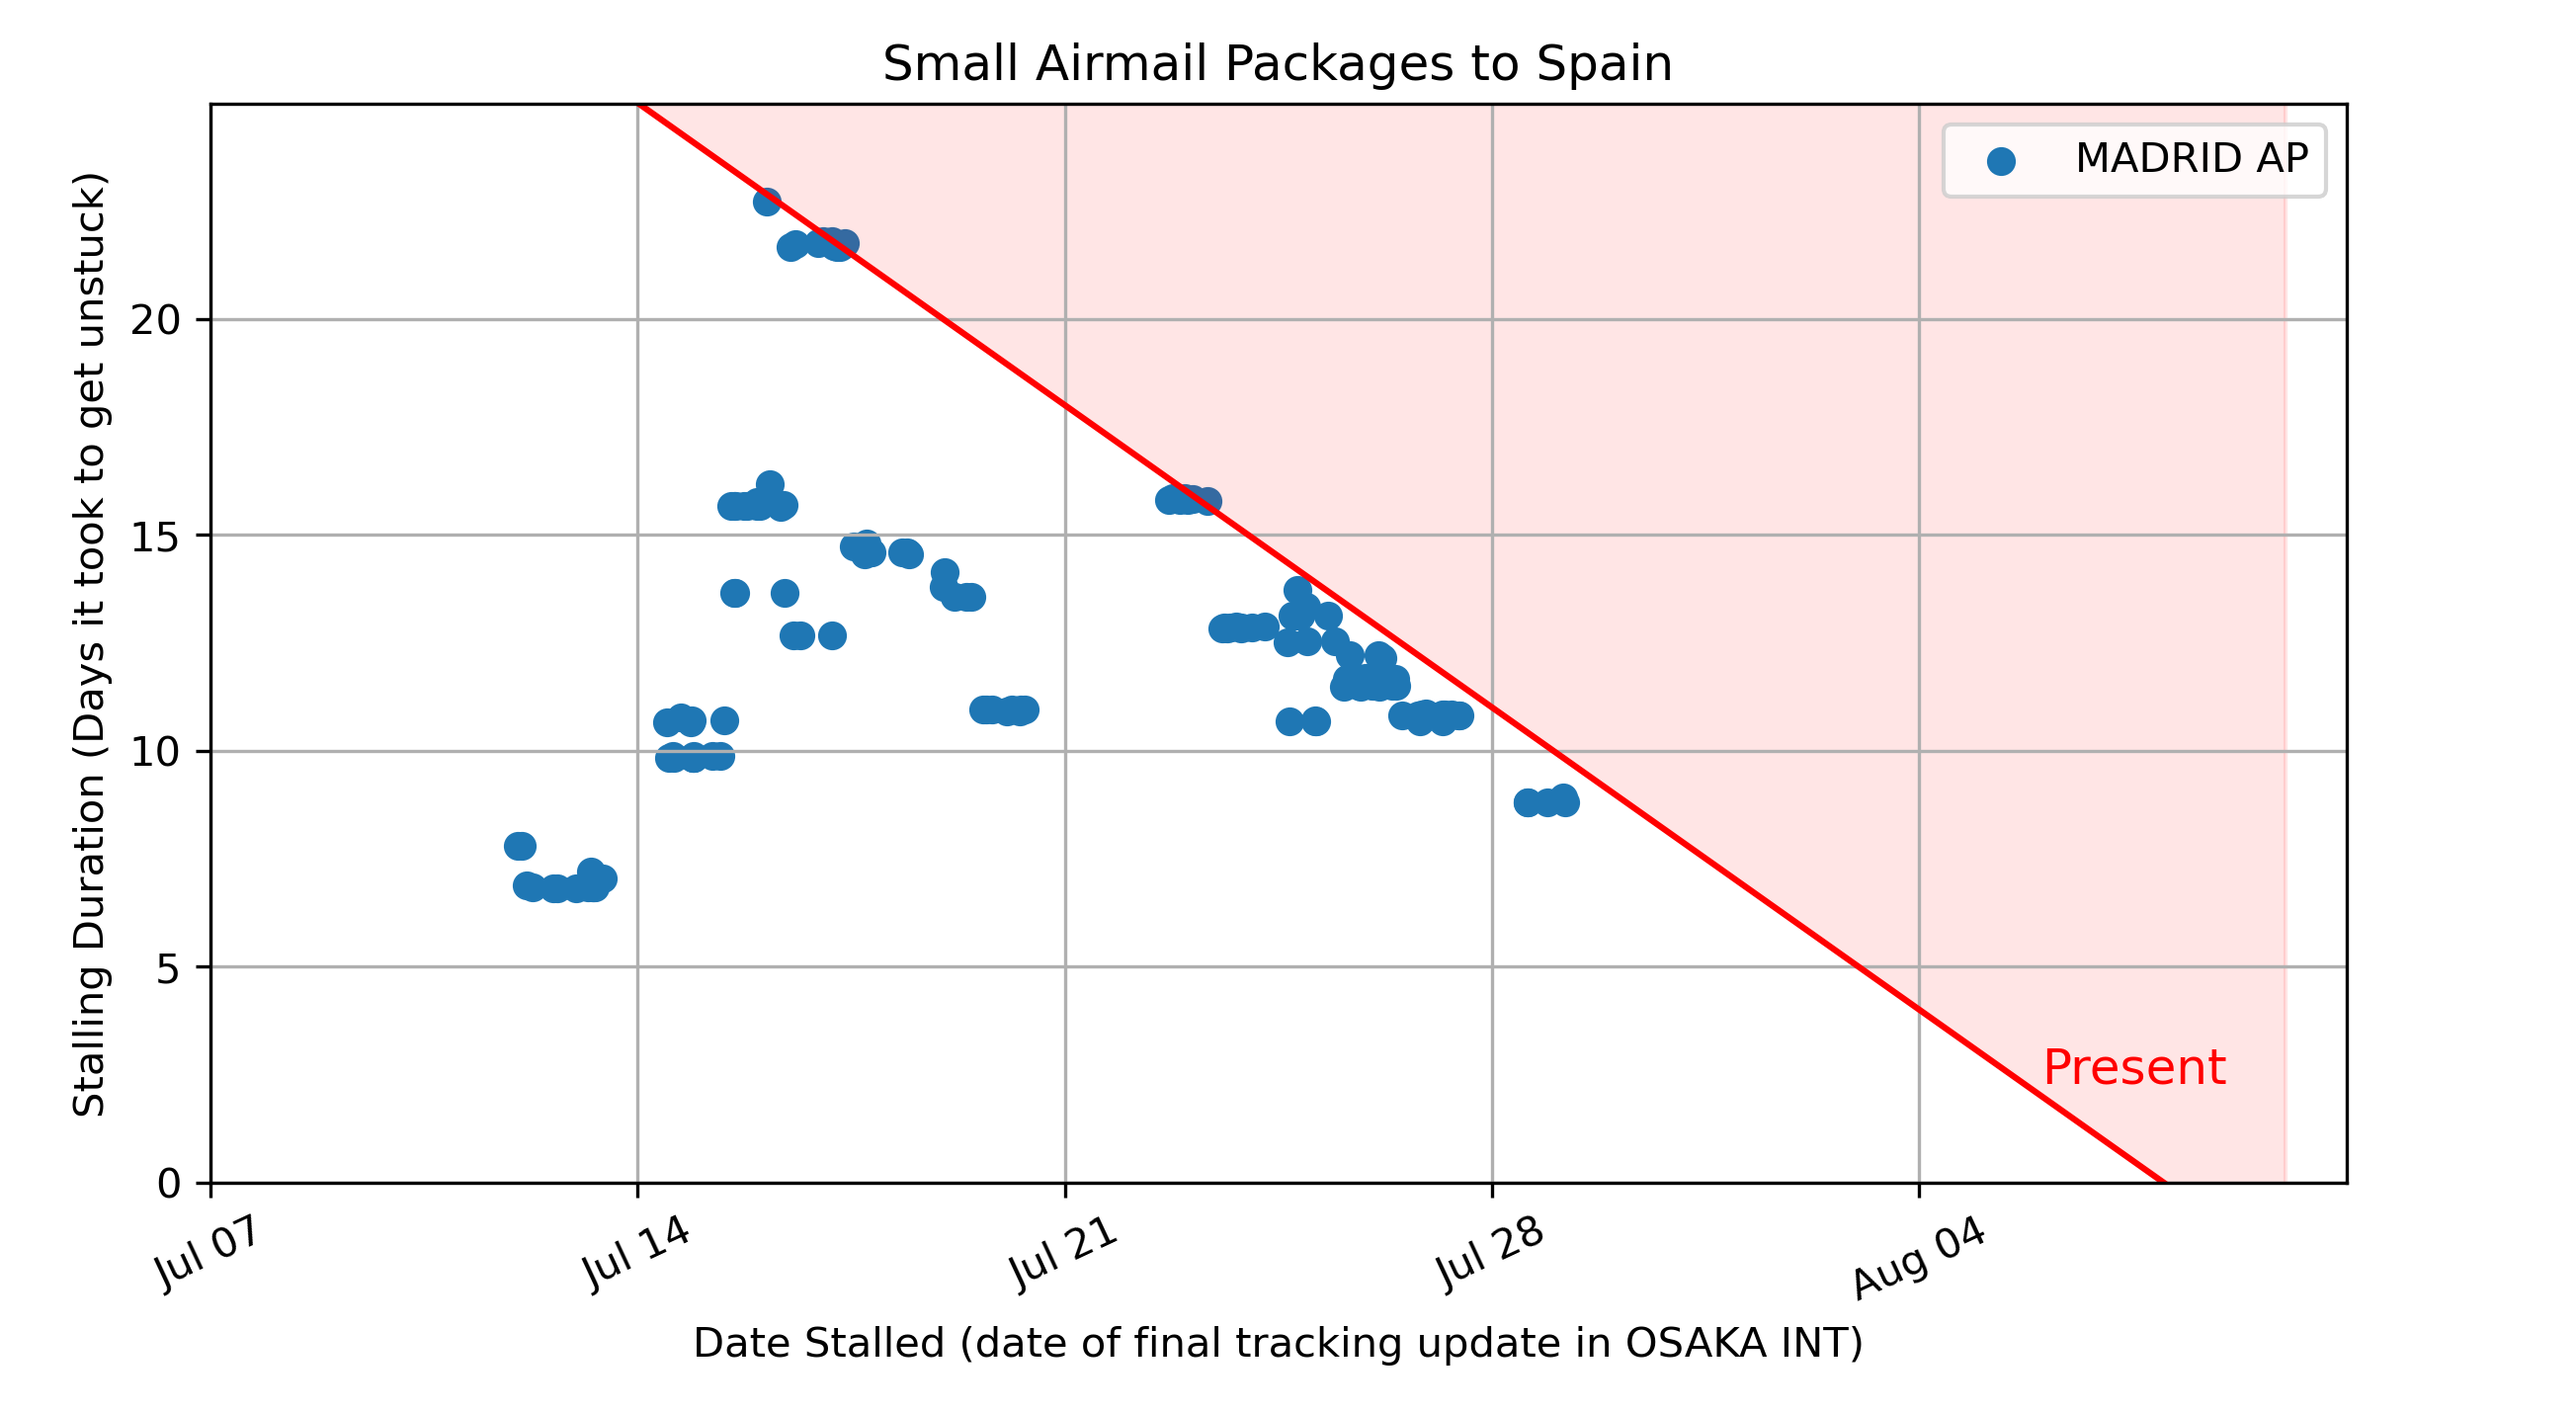 Small Airmail Packages to Spain
MADRID AP
Stalling Duration (Days it took to get unstuck)
20
15
10
5
0
Present
Jul 07
Jul 14
Jul 21
Jul 28
Aug 04
Date Stalled (date of final tracking update in OSAKA INT)